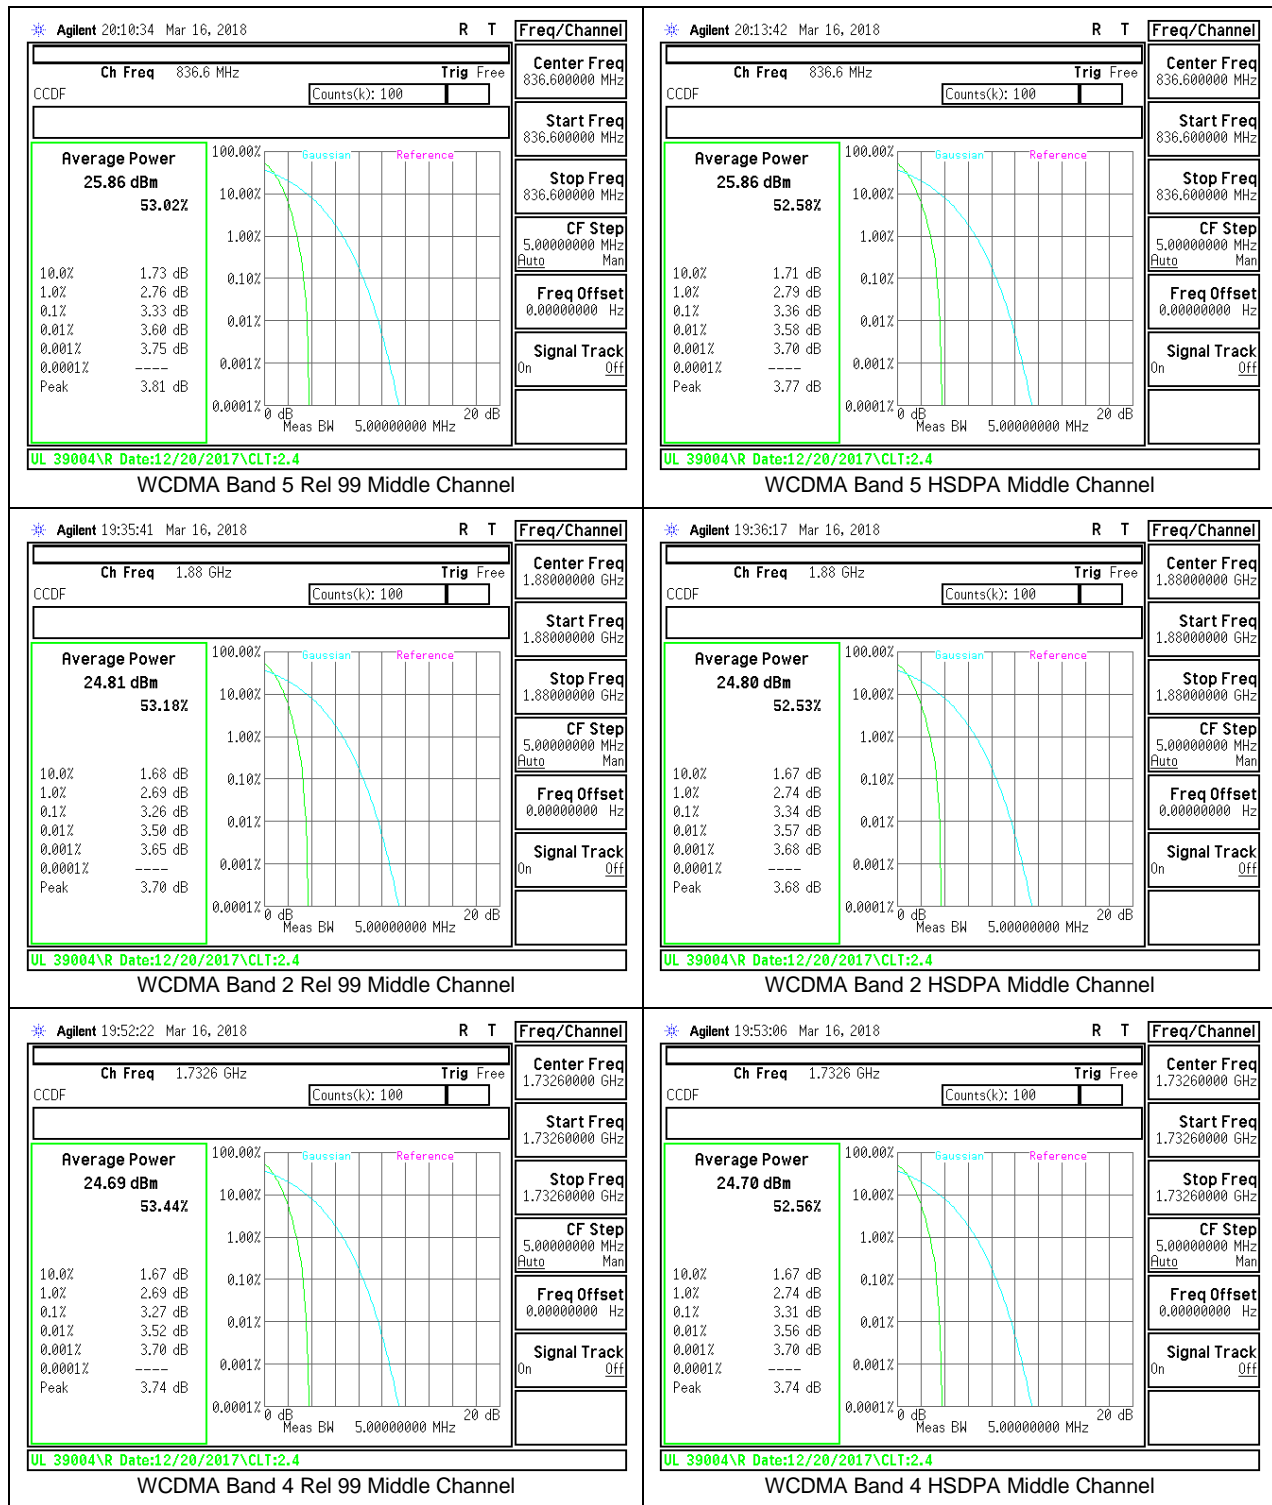 Agilent 20:10:34 Mar 16, 2018 R T Freq/Channel
Ch Freq 836.6 MHz Trig Free
CCDF Counts(k): 100
Center Freq
836.600000 MHz
Start Freq
836.600000 MHz
Stop Freq
836.600000 MHz
CF Step
5.00000000 MHz
Auto Man
Freq Offset
0.00000000 Hz
Signal Track
On Off
Average Power
25.86 dBm
53.02%
10.0% 1.73 dB
1.0% 2.76 dB
0.1% 3.33 dB
0.01% 3.60 dB
0.001% 3.75 dB
0.0001% ----
Peak 3.81 dB
Gaussian Reference
100.00%
10.00%
1.00%
0.10%
0.01%
0.001%
0.0001%
0 dB 20 dB
Meas BW 5.00000000 MHz
UL 39004\R Date:12/20/2017\CLT:2.4
WCDMA Band 5 Rel 99 Middle Channel
Agilent 20:13:42 Mar 16, 2018 R T Freq/Channel
Ch Freq 836.6 MHz Trig Free
CCDF Counts(k): 100
Center Freq
836.600000 MHz
Start Freq
836.600000 MHz
Stop Freq
836.600000 MHz
CF Step
5.00000000 MHz
Auto Man
Freq Offset
0.00000000 Hz
Signal Track
On Off
Average Power
25.86 dBm
52.58%
10.0% 1.71 dB
1.0% 2.79 dB
0.1% 3.36 dB
0.01% 3.58 dB
0.001% 3.70 dB
0.0001% ----
Peak 3.77 dB
Gaussian Reference
100.00%
10.00%
1.00%
0.10%
0.01%
0.001%
0.0001%
0 dB 20 dB
Meas BW 5.00000000 MHz
UL 39004\R Date:12/20/2017\CLT:2.4
WCDMA Band 5 HSDPA Middle Channel
Agilent 19:35:41 Mar 16, 2018 R T Freq/Channel
Ch Freq 1.88 GHz Trig Free
CCDF Counts(k): 100
Center Freq
1.88000000 GHz
Start Freq
1.88000000 GHz
Stop Freq
1.88000000 GHz
CF Step
5.00000000 MHz
Auto Man
Freq Offset
0.00000000 Hz
Signal Track
On Off
Average Power
24.81 dBm
53.18%
10.0% 1.68 dB
1.0% 2.69 dB
0.1% 3.26 dB
0.01% 3.50 dB
0.001% 3.65 dB
0.0001% ----
Peak 3.70 dB
Gaussian Reference
100.00%
10.00%
1.00%
0.10%
0.01%
0.001%
0.0001%
0 dB 20 dB
Meas BW 5.00000000 MHz
UL 39004\R Date:12/20/2017\CLT:2.4
WCDMA Band 2 Rel 99 Middle Channel
Agilent 19:36:17 Mar 16, 2018 R T Freq/Channel
Ch Freq 1.88 GHz Trig Free
CCDF Counts(k): 100
Center Freq
1.88000000 GHz
Start Freq
1.88000000 GHz
Stop Freq
1.88000000 GHz
CF Step
5.00000000 MHz
Auto Man
Freq Offset
0.00000000 Hz
Signal Track
On Off
Average Power
24.80 dBm
52.53%
10.0% 1.67 dB
1.0% 2.74 dB
0.1% 3.34 dB
0.01% 3.57 dB
0.001% 3.68 dB
0.0001% ----
Peak 3.68 dB
Gaussian Reference
100.00%
10.00%
1.00%
0.10%
0.01%
0.001%
0.0001%
0 dB 20 dB
Meas BW 5.00000000 MHz
UL 39004\R Date:12/20/2017\CLT:2.4
WCDMA Band 2 HSDPA Middle Channel
Agilent 19:52:22 Mar 16, 2018 R T Freq/Channel
Ch Freq 1.7326 GHz Trig Free
CCDF Counts(k): 100
Center Freq
1.73260000 GHz
Start Freq
1.73260000 GHz
Stop Freq
1.73260000 GHz
CF Step
5.00000000 MHz
Auto Man
Freq Offset
0.00000000 Hz
Signal Track
On Off
Average Power
24.69 dBm
53.44%
10.0% 1.67 dB
1.0% 2.69 dB
0.1% 3.27 dB
0.01% 3.52 dB
0.001% 3.70 dB
0.0001% ----
Peak 3.74 dB
Gaussian Reference
100.00%
10.00%
1.00%
0.10%
0.01%
0.001%
0.0001%
0 dB 20 dB
Meas BW 5.00000000 MHz
UL 39004\R Date:12/20/2017\CLT:2.4
WCDMA Band 4 Rel 99 Middle Channel
Agilent 19:53:06 Mar 16, 2018 R T Freq/Channel
Ch Freq 1.7326 GHz Trig Free
CCDF Counts(k): 100
Center Freq
1.73260000 GHz
Start Freq
1.73260000 GHz
Stop Freq
1.73260000 GHz
CF Step
5.00000000 MHz
Auto Man
Freq Offset
0.00000000 Hz
Signal Track
On Off
Average Power
24.70 dBm
52.56%
10.0% 1.67 dB
1.0% 2.74 dB
0.1% 3.31 dB
0.01% 3.56 dB
0.001% 3.70 dB
0.0001% ----
Peak 3.74 dB
Gaussian Reference
100.00%
10.00%
1.00%
0.10%
0.01%
0.001%
0.0001%
0 dB 20 dB
Meas BW 5.00000000 MHz
UL 39004\R Date:12/20/2017\CLT:2.4
WCDMA Band 4 HSDPA Middle Channel